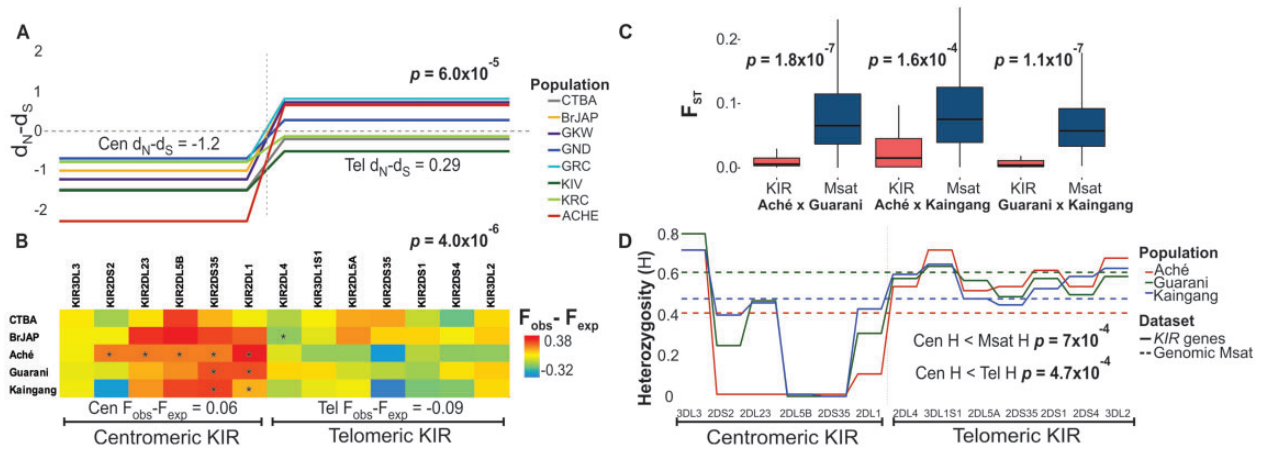 A
2
1
0
-1
-2
dN-dS
p = 6.0x10-5
Cen dN-dS = -1.2
Tel dN-dS = 0.29
Population
CTBA
BrJAP
GKW
GND
GRC
KIV
KRC
ACHE
B
p = 4.0x10-6
KIR3DL3
KIR2DS2
KIR2DL23
KIR2DL5B
KIR2DS35
KIR2DL1
KIR2DL4
KIR3DL1S1
KIR2DL5A
KIR2DS35
KIR2DS1
KIR2DS4
KIR3DL2
CTBA
BrJAP
*
Aché * * * * *
Guarani * *
Kaingang * *
Fobs- Fexp
0.38
-0.32
Cen Fobs-Fexp = 0.06
Tel Fobs-Fexp = -0.09
Centromeric KIR
Telomeric KIR
C
FST
0.2-
0.1-
0.0-
p = 1.8x10-7
p = 1.6x10-4
p = 1.1x10-7
KIR Msat KIR Msat KIR Msat
Aché x Guarani Aché x Kaingang Guarani x Kaingang
D
Heterozygosity (H)
0.8
0.6
0.4
0.2
0
Cen H < Msat H p = 7x10-4
Cen H < Tel H p = 4.7x10-4
Population
Aché
Guarani
Kaingang
Dataset
KIR genes
Genomic Msat
3DL3 2DS2 2DL23 2DL5B 2DS35 2DL1 2DL4 3DL1S1 2DL5A 2DS35 2DS1 2DS4 3DL2
Centromeric KIR
Telomeric KIR